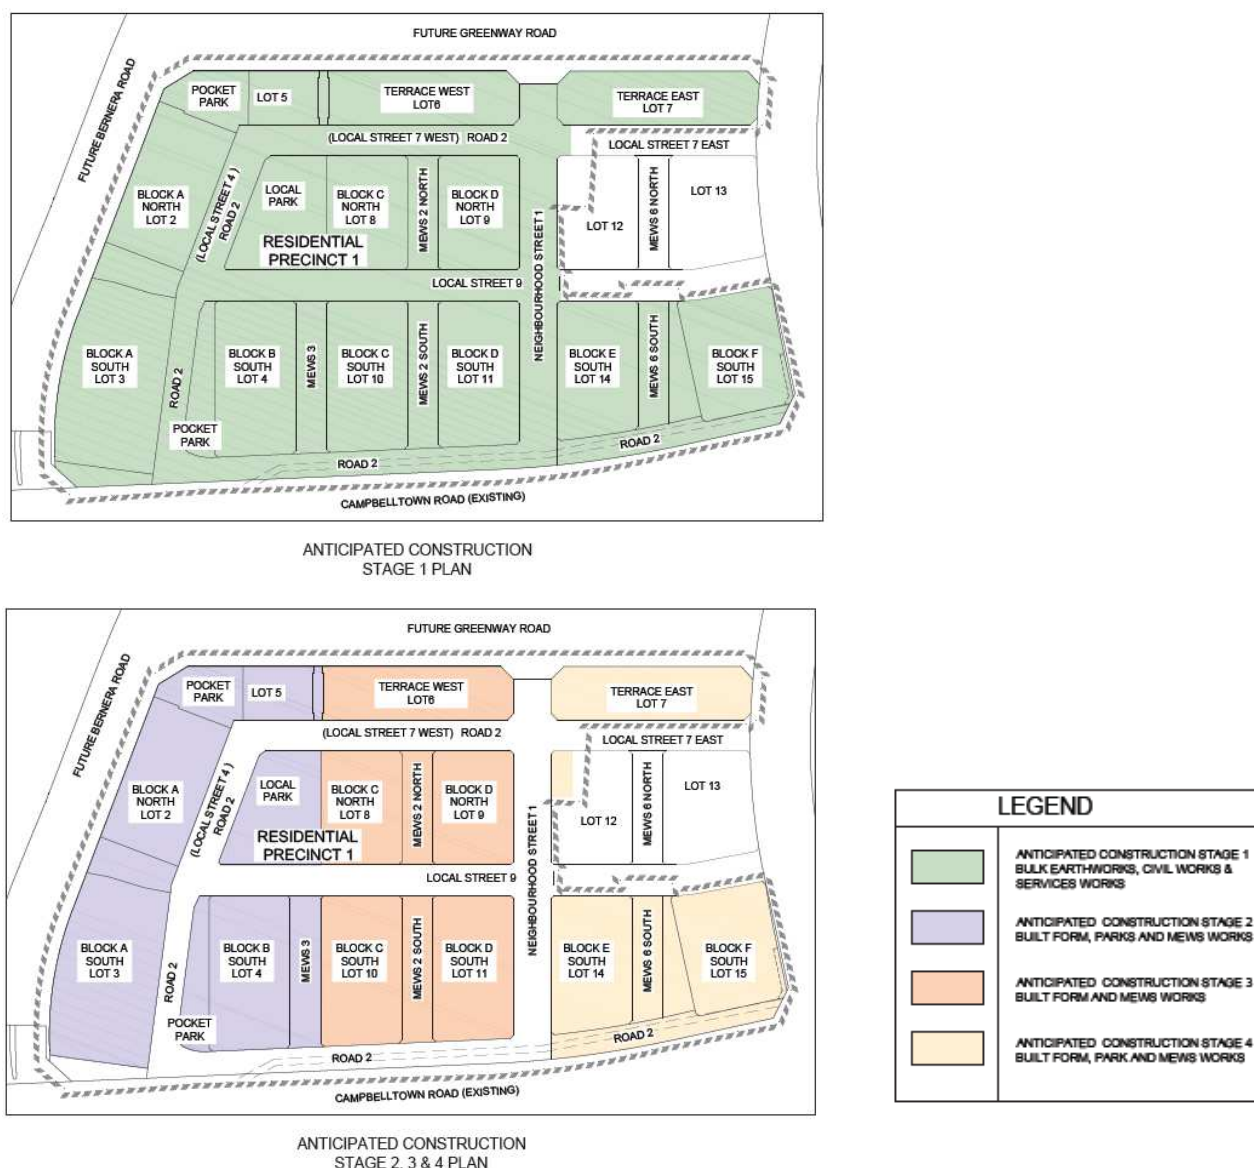 FUTURE GREENWAY ROAD
FUTURE BERNERA ROAD
POCKET
PARK
LOT 5
TERRACE WEST
LOT6
TERRACE EAST
LOT 7
(LOCAL STREET 7 WEST) ROAD 2
LOCAL STREET 7 EAST
BLOCK A
NORTH
LOT 2
(LOCAL STREET 4 )
ROAD 2
LOCAL
PARK
BLOCK C
NORTH
LOT 8
MEWS 2 NORTH
BLOCK D
NORTH
LOT 9
LOT 12
MEWS 6 NORTH
LOT 13
RESIDENTIAL
PRECINCT 1
LOCAL STREET 9
NEIGHBOURHOOD STREET 1
BLOCK A
SOUTH
LOT 3
ROAD 2
BLOCK B
SOUTH
LOT 4
MEWS 3
BLOCK C
SOUTH
LOT 10
MEWS 2 SOUTH
BLOCK D
SOUTH
LOT 11
BLOCK E
SOUTH
LOT 14
MEWS 6 SOUTH
BLOCK F
SOUTH
LOT 15
POCKET
PARK
ROAD 2
ROAD 2
CAMPBELLTOWN ROAD (EXISTING)
ANTICIPATED CONSTRUCTION
STAGE 1 PLAN
FUTURE GREENWAY ROAD
FUTURE BERNERA ROAD
POCKET
PARK
LOT 5
TERRACE WEST
LOT6
TERRACE EAST
LOT 7
(LOCAL STREET 7 WEST) ROAD 2
LOCAL STREET 7 EAST
BLOCK A
NORTH
LOT 2
(LOCAL STREET 4 )
ROAD 2
LOCAL
PARK
BLOCK C
NORTH
LOT 8
MEWS 2 NORTH
BLOCK D
NORTH
LOT 9
LOT 12
MEWS 6 NORTH
LOT 13
RESIDENTIAL
PRECINCT 1
LOCAL STREET 9
NEIGHBOURHOOD STREET 1
BLOCK A
SOUTH
LOT 3
ROAD 2
BLOCK B
SOUTH
LOT 4
MEWS 3
BLOCK C
SOUTH
LOT 10
MEWS 2 SOUTH
BLOCK D
SOUTH
LOT 11
BLOCK E
SOUTH
LOT 14
MEWS 6 SOUTH
BLOCK F
SOUTH
LOT 15
POCKET
PARK
ROAD 2
ROAD 2
CAMPBELLTOWN ROAD (EXISTING)
ANTICIPATED CONSTRUCTION
STAGE 2, 3 & 4 PLAN
LEGEND
ANTICIPATED CONSTRUCTION STAGE 1
BULK EARTHWORKS, CIVIL WORKS &
SERVICES WORKS
ANTICIPATED CONSTRUCTION STAGE 2
BUILT FORM, PARKS AND MEWS WORKS
ANTICIPATED CONSTRUCTION STAGE 3
BUILT FORM AND MEWS WORKS
ANTICIPATED CONSTRUCTION STAGE 4
BUILT FORM, PARK AND MEWS WORKS